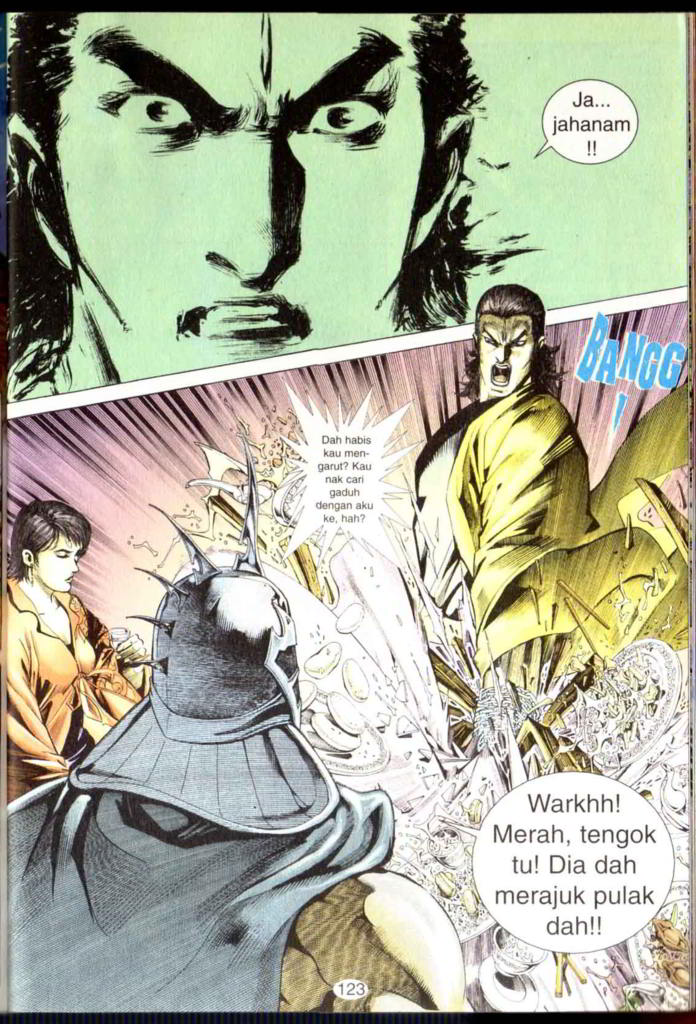 Ja...
jahanam
!!
BANGG
!
Dah habis
kau men-
garut? Kau
nak cari
gaduh
dengan aku
ke, hah?
Warkhh!
Merah, tengok
tu! Dia dah
merajuk pulak
dah!!
123